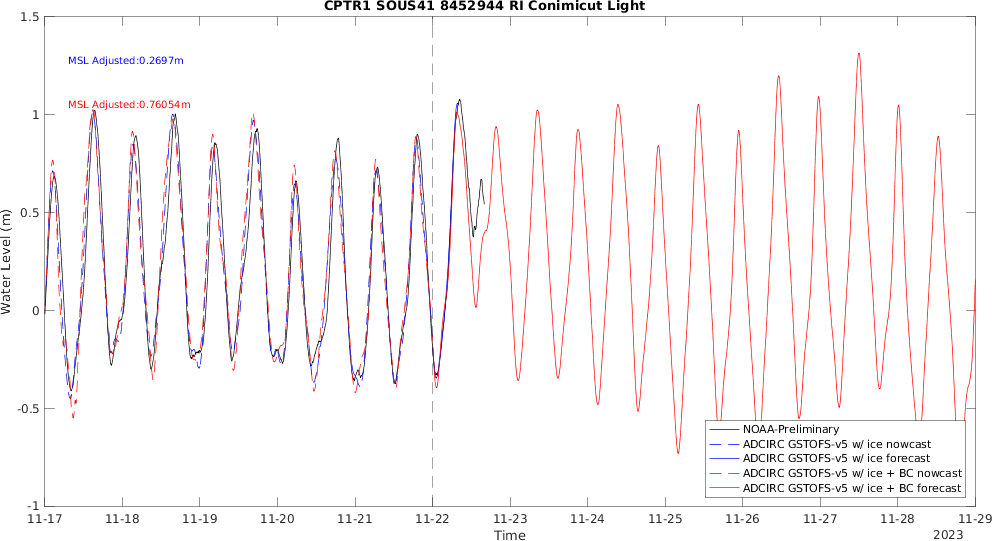 CPTR1 SOUS41 8452944 RI Conimicut Light
1.5
1
0.5
0
-0.5
-1
Water Level (m)
MSL Adjusted:0.2697m
MSL Adjusted:0.76054m
NOAA-Preliminary
ADCIRC GSTOFS-v5 w/ ice nowcast
ADCIRC GSTOFS-v5 w/ ice forecast
ADCIRC GSTOFS-v5 w/ ice + BC nowcast
ADCIRC GSTOFS-v5 w/ ice + BC forecast
11-17 11-18 11-19 11-20 11-21 11-22 11-23 11-24 11-25 11-26 11-27 11-28 11-29
Time
2023